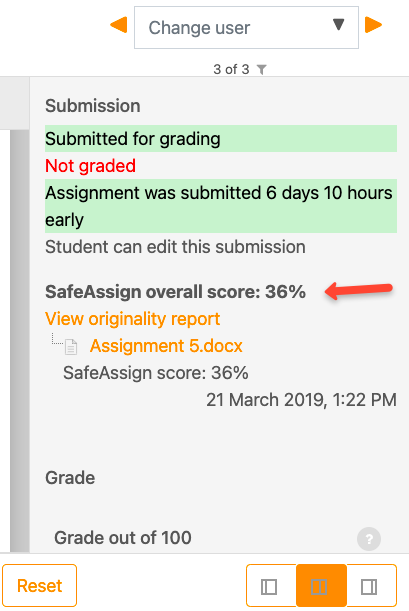 Change user
3 of 3
Submission
Submitted for grading
Not graded
Assignment was submitted 6 days 10 hours
early
Student can edit this submission
SafeAssign overall score: 36%
View originality report
Assignment 5.docx
SafeAssign score: 36%
21 March 2019, 1:22 PM
Grade
Grade out of 100
?
Reset